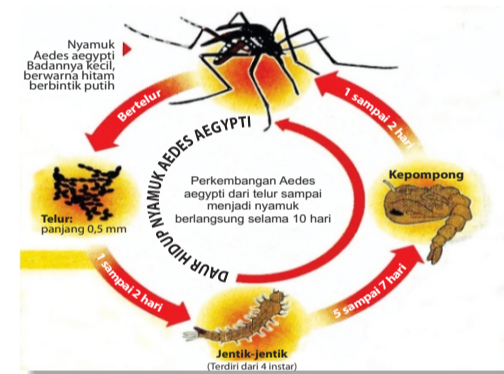 Nyamuk
Aedes aegypti
Badannya kecil,
berwarna hitam
berbintik putih
Bertelur
1 sampai 2 hari
DAUR HIDUP NYAMUK AEDES AEGYPTI
Perkembangan Aedes
aegypti dari telur sampai
menjadi nyamuk
berlangsung selama 10 hari
Kepompong
Telur:
panjang 0,5 mm
1 sampai 2 hari
5 sampai 7 hari
Jentik-jentik
(Terdiri dari 4 instar)